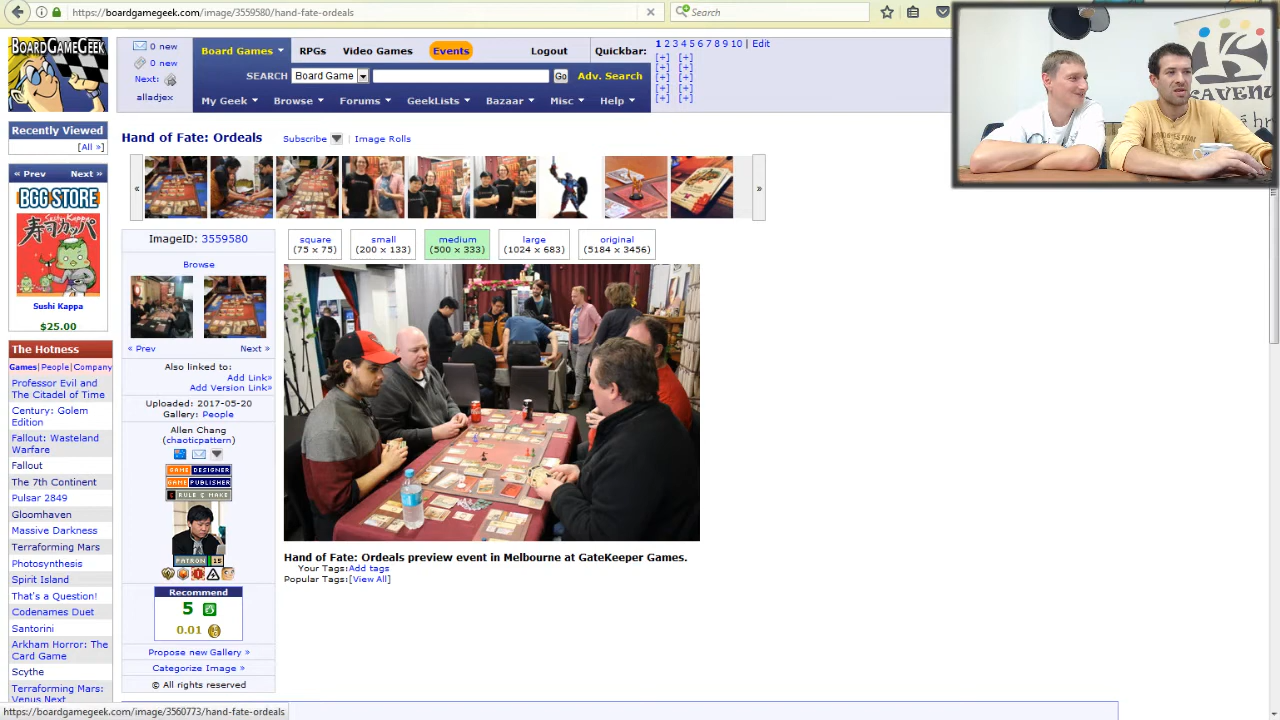 https://boardgamegeek.com/image/3559580/hand-fate-ordeals
Search
BOARDGAMEGEEK
0 new
0 new
Next:
alladjex
Board Games
RPGs
Video Games
Events
Logout
Quickbar:
1 2 3 4 5 6 7 8 9 10 | Edit
[+] [+]
[+] [+]
[+] [+]
[+] [+]
[+] [+]
SEARCH
Board Game
Go
Adv. Search
My Geek
Browse
Forums
GeekLists
Bazaar
Misc
Help
Recently Viewed
[All »]
« Prev Next »
BGG STORE
寿司カッパ
Sushi Kappa
$25.00
The Hotness
Games|People|Company
Professor Evil and
The Citadel of Time
Century: Golem
Edition
Fallout: Wasteland
Warfare
Fallout
The 7th Continent
Pulsar 2849
Gloomhaven
Massive Darkness
Terraforming Mars
Photosynthesis
Spirit Island
That's a Question!
Codenames Duet
Santorini
Arkham Horror: The
Card Game
Scythe
Terraforming Mars:
Venus Next
Hand of Fate: Ordeals
Subscribe
Image Rolls
«
»
ImageID: 3559580
Browse
« Prev
Next »
Also linked to:
Add Link»
Add Version Link»
Uploaded: 2017-05-20
Gallery: People
Allen Chang
(chaoticpattern)
GAME DESIGNER
GAME PUBLISHER
C RULE & MAKE
PATRON 15
Recommend
5
0.01
Propose new Gallery »
Categorize Image »
© All rights reserved
square
(75 x 75)
small
(200 x 133)
medium
(500 x 333)
large
(1024 x 683)
original
(5184 x 3456)
Hand of Fate: Ordeals preview event in Melbourne at GateKeeper Games.
Your Tags:Add tags
Popular Tags:[View All]
https://boardgamegeek.com/image/3560773/hand-fate-ordeals